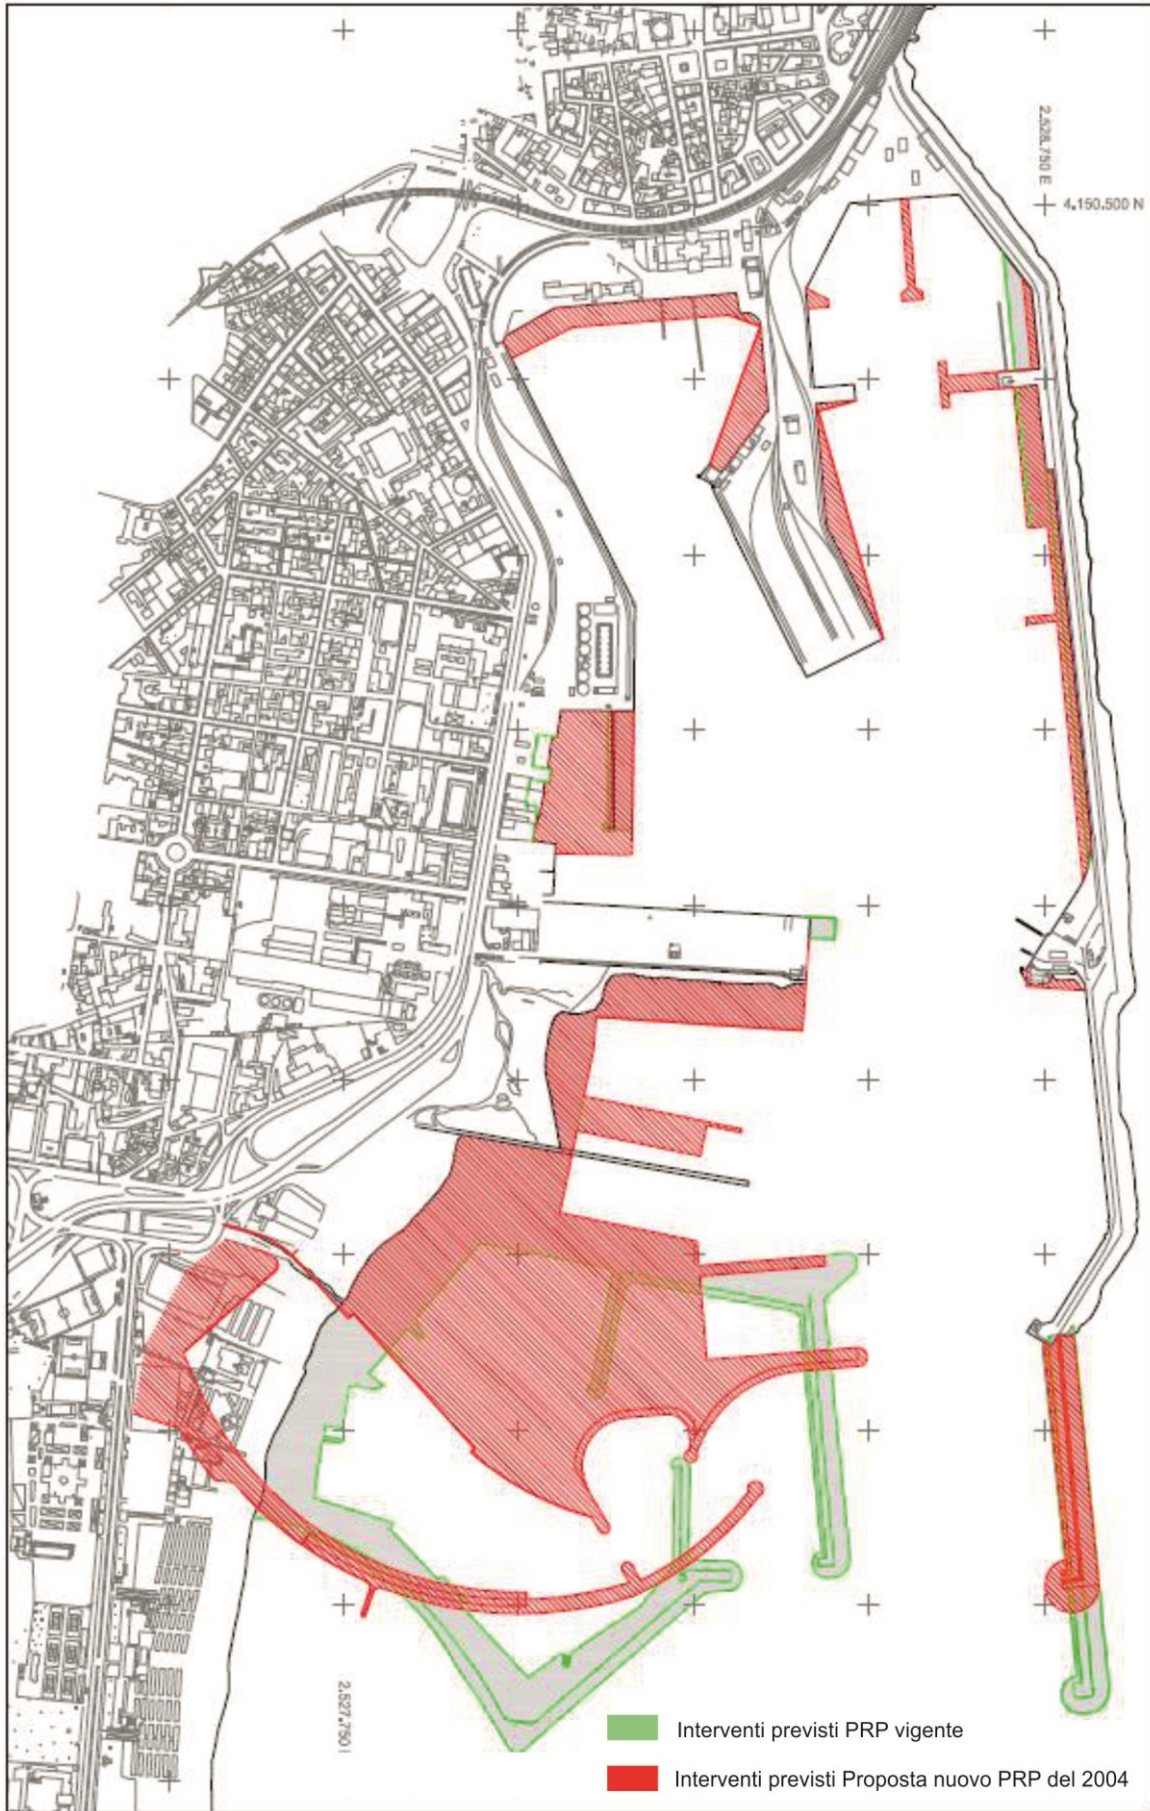 2.528.750 E
4.150.500 N
2.527.750 I
Interventi previsti PRP vigente
Interventi previsti Proposta nuovo PRP del 2004